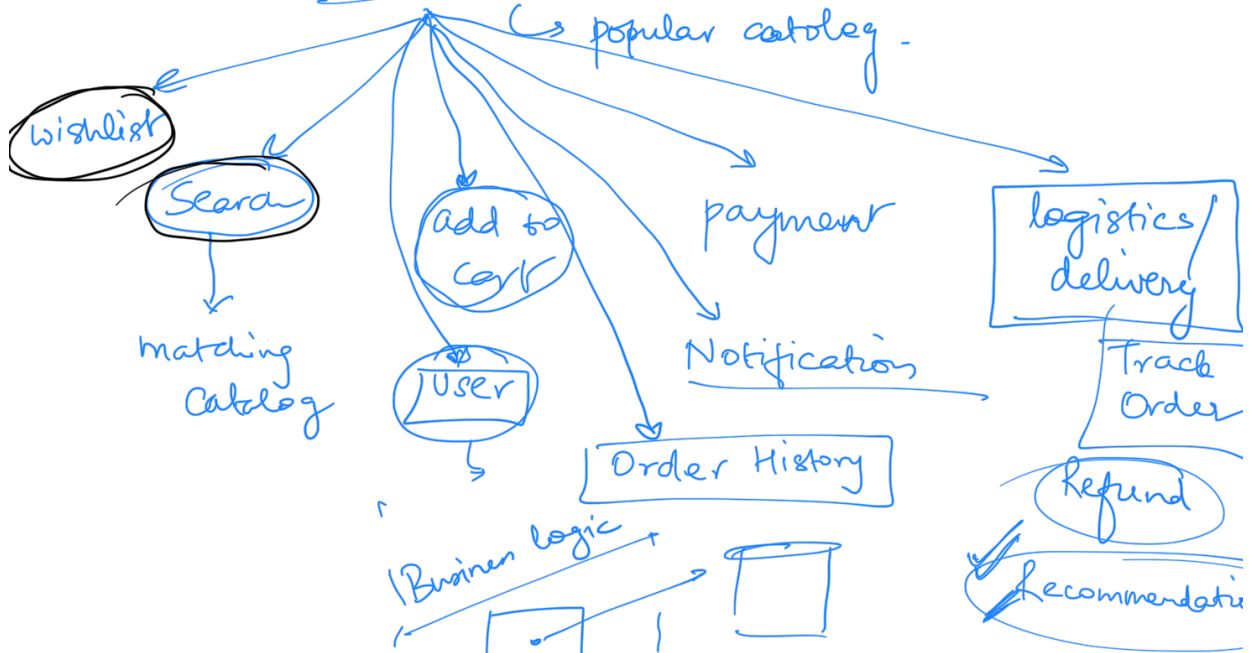 popular catoleg.
wishlist
Search
add to
cart
payment
logistics/
delivery
matching
Catalog
User
Notification
Track
Order
Order History
Refund
Business logic
Recommendatio